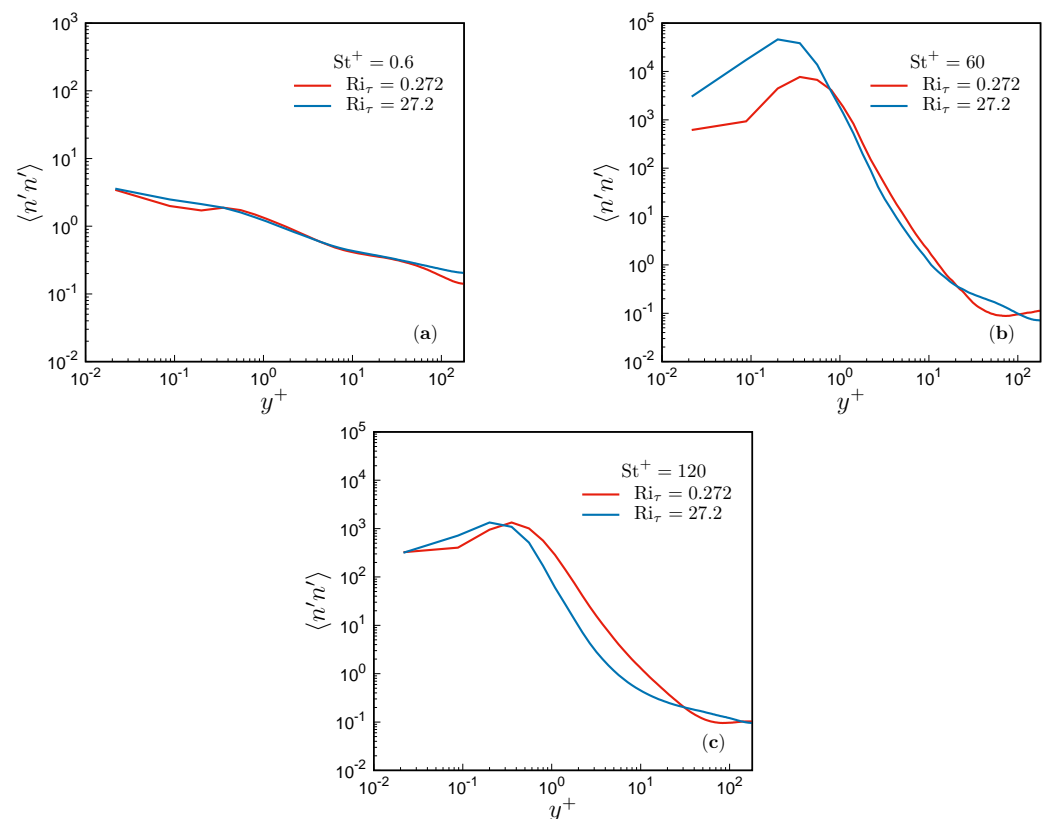 10^3
10^2
10^1
10^0
10^-1
10^-2
⟨n′n′⟩
St^+ = 0.6
Ri_τ = 0.272
Ri_τ = 27.2
(a)
10^-2 10^-1 10^0 10^1 10^2
y^+
10^5
10^4
10^3
10^2
10^1
10^0
10^-1
10^-2
⟨n′n′⟩
St^+ = 60
Ri_τ = 0.272
Ri_τ = 27.2
(b)
10^-2 10^-1 10^0 10^1 10^2
y^+
10^5
10^4
10^3
10^2
10^1
10^0
10^-1
10^-2
⟨n′n′⟩
St^+ = 120
Ri_τ = 0.272
Ri_τ = 27.2
(c)
10^-2 10^-1 10^0 10^1 10^2
y^+